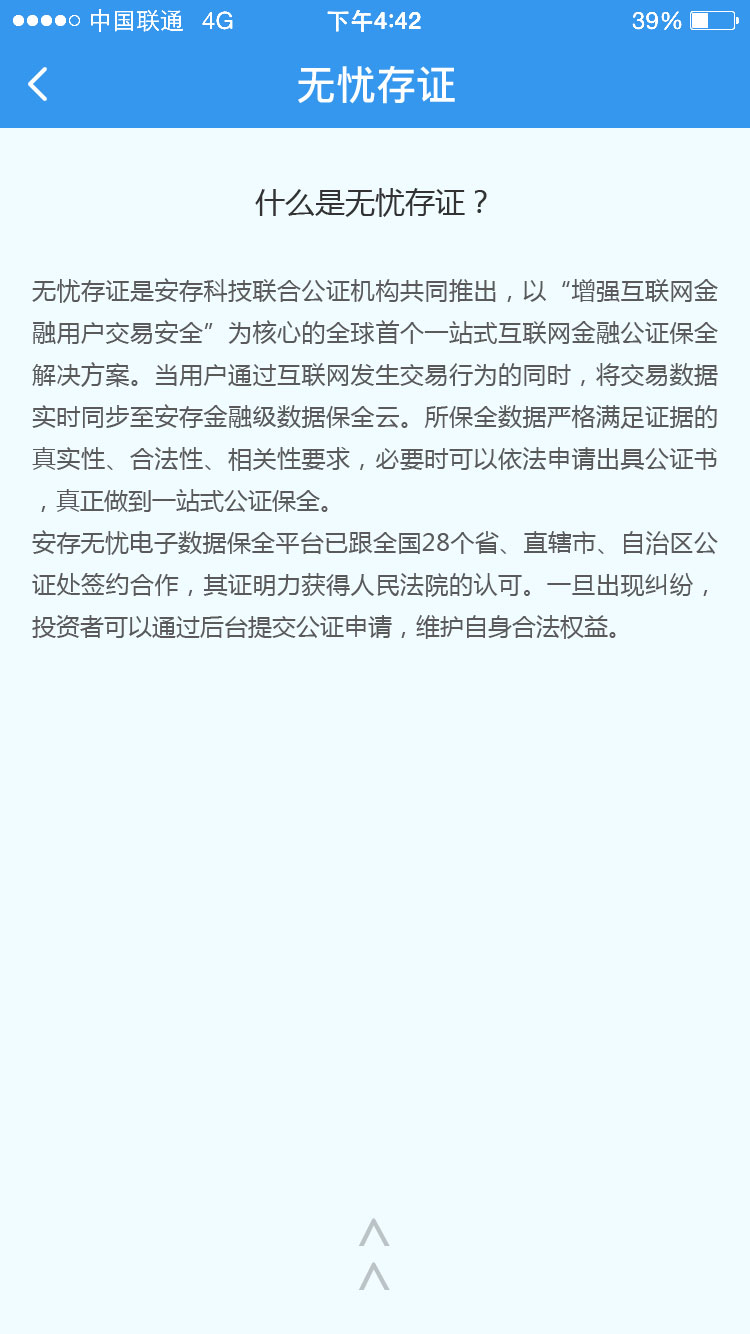 中国联通 4G 下午4:42 39%
无忧存证
什么是无忧存证？
无忧存证是安存科技联合公证机构共同推出，以“增强互联网金
融用户交易安全”为核心的全球首个一站式互联网金融公证保全
解决方案。当用户通过互联网发生交易行为的同时，将交易数据
实时同步至安存金融级数据保全云。所保全数据严格满足证据的
真实性、合法性、相关性要求，必要时可以依法申请出具公证书
，真正做到一站式公证保全。
安存无忧电子数据保全平台已跟全国28个省、直辖市、自治区公
证处签约合作，其证明力获得人民法院的认可。一旦出现纠纷，
投资者可以通过后台提交公证申请，维护自身合法权益。